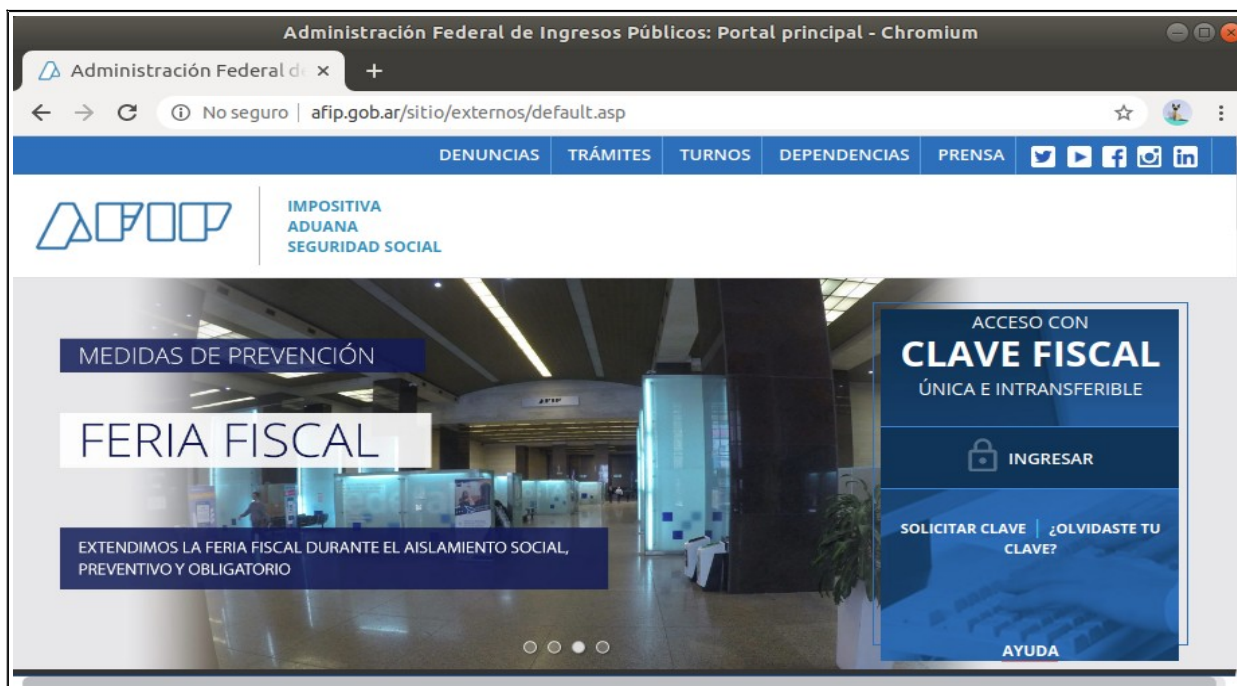 Administración Federal de Ingresos Públicos: Portal principal - Chromium
Administración Federal d
No seguro | afip.gob.ar/sitio/externos/default.asp
DENUNCIAS TRÁMITES TURNOS DEPENDENCIAS PRENSA
AFIP
IMPOSITIVA
ADUANA
SEGURIDAD SOCIAL
MEDIDAS DE PREVENCIÓN
FERIA FISCAL
EXTENDIMOS LA FERIA FISCAL DURANTE EL AISLAMIENTO SOCIAL,
PREVENTIVO Y OBLIGATORIO
AFIP
ACCESO CON
CLAVE FISCAL
ÚNICA E INTRANSFERIBLE
INGRESAR
SOLICITAR CLAVE | ¿OLVIDASTE TU
CLAVE?
AYUDA